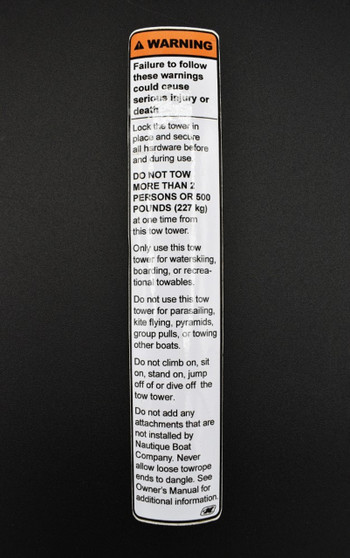 WARNING
Failure to follow
these warnings
could cause
serious injury or
death
Lock the tower in
place and secure
all hardware before
and during use.
DO NOT TOW
MORE THAN 2
PERSONS OR 500
POUNDS (227 kg)
at one time from
this tow tower.
Only use this tow
tower for waterskiing,
boarding, or recrea-
tional towables.
Do not use this tow
tower for parasailing,
kite flying, pyramids,
group pulls, or towing
other boats.
Do not climb on, sit
on, stand on, jump
off of or dive off the
tow tower.
Do not add any
attachments that are
not installed by
Nautique Boat
Company. Never
allow loose towrope
ends to dangle. See
Owner's Manual for
additional information.